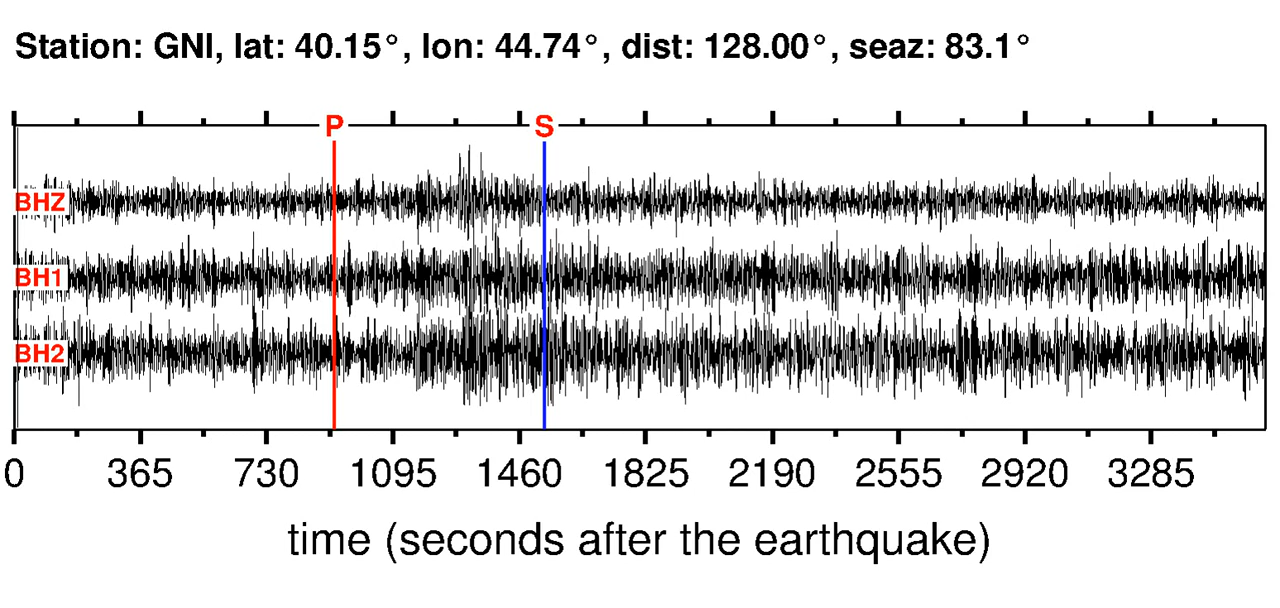 Station: GNI, lat: 40.15°, lon: 44.74°, dist: 128.00°, seaz: 83.1°
P S
BHZ
BH1
BH2
0 365 730 1095 1460 1825 2190 2555 2920 3285
time (seconds after the earthquake)